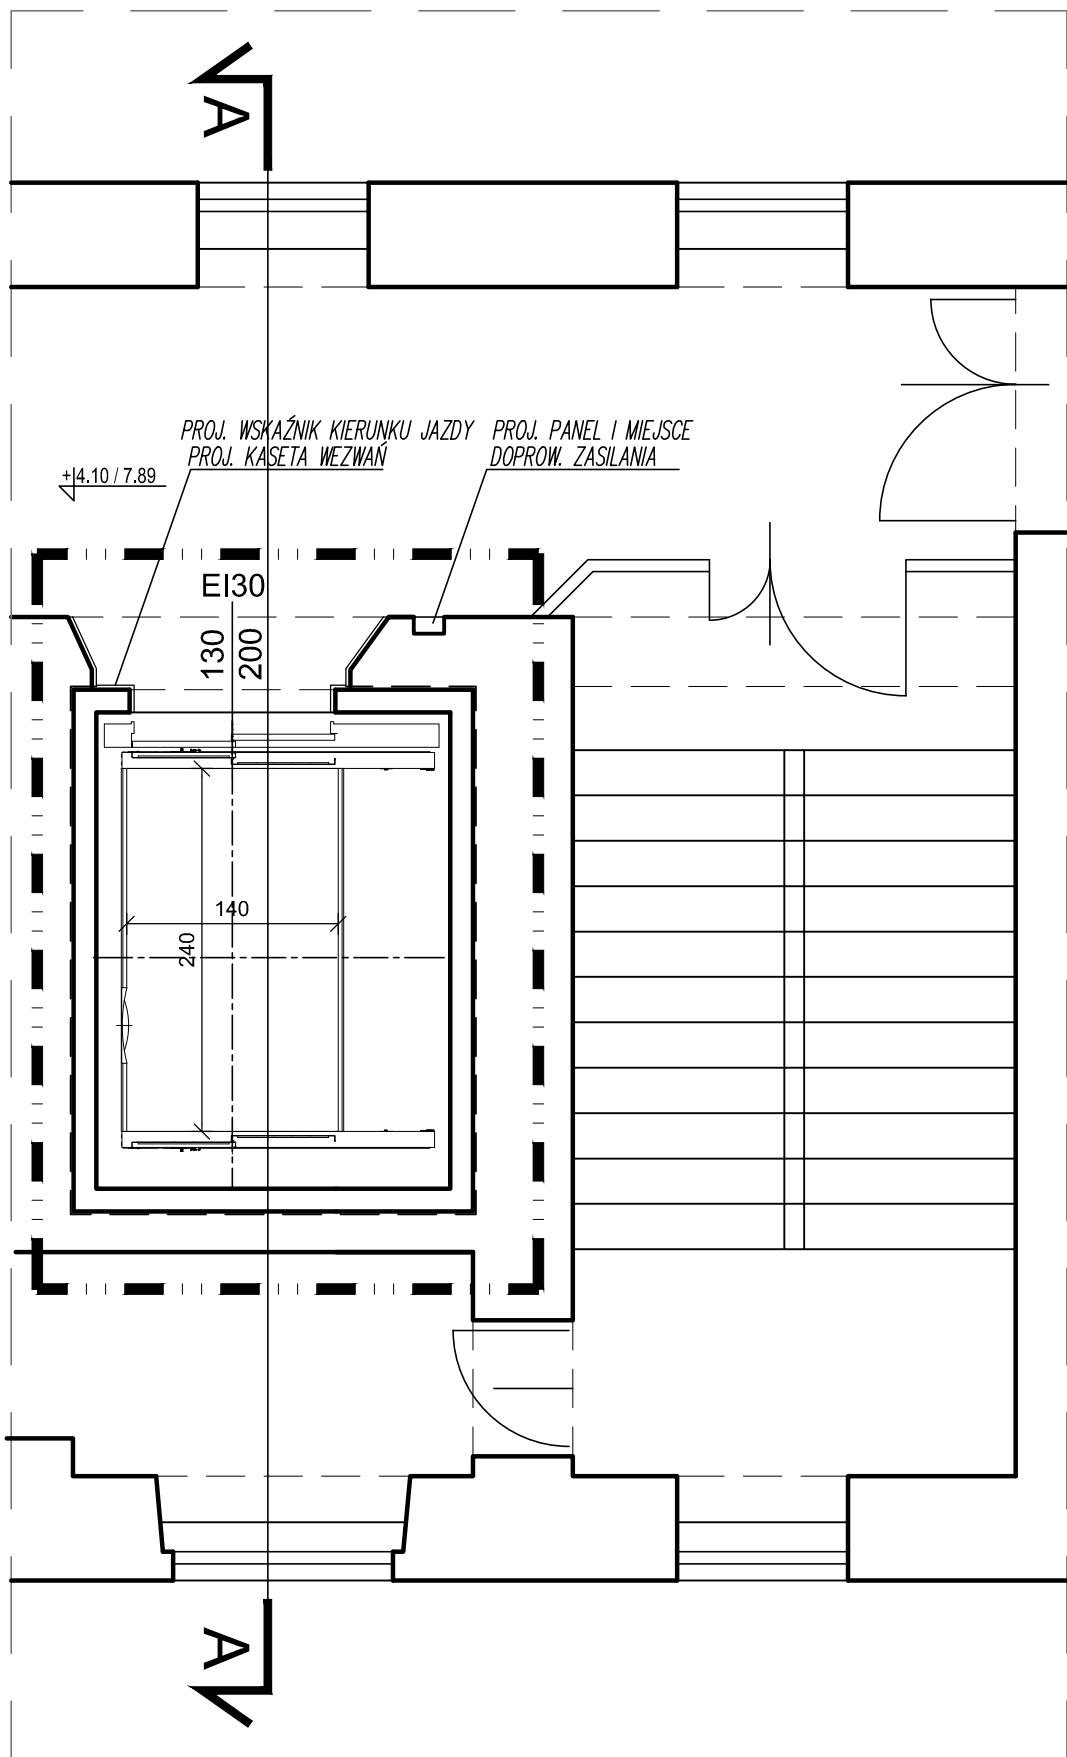 A
PROJ. WSKAŹNIK KIERUNKU JAZDY
PROJ. KASETA WEZWAŃ
PROJ. PANEL I MIEJSCE
DOPROW. ZASILANIA
+4.10 / 7.89
EI30
130
200
140
240
A